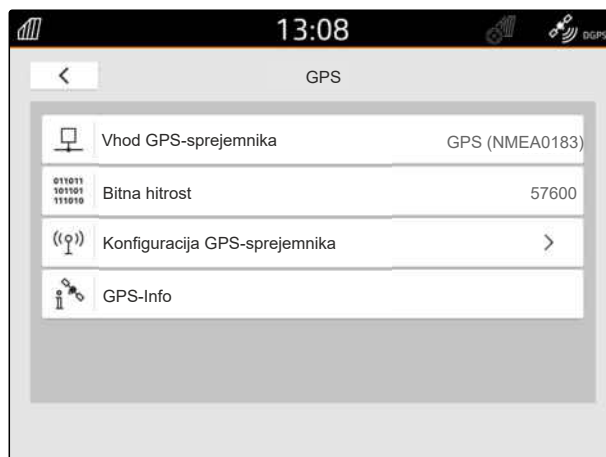 13:08
DGPS
GPS
Vhod GPS-sprejemnika GPS (NMEA0183)
011011
101101
111010
Bitna hitrost 57600
Konfiguracija GPS-sprejemnika
GPS-Info